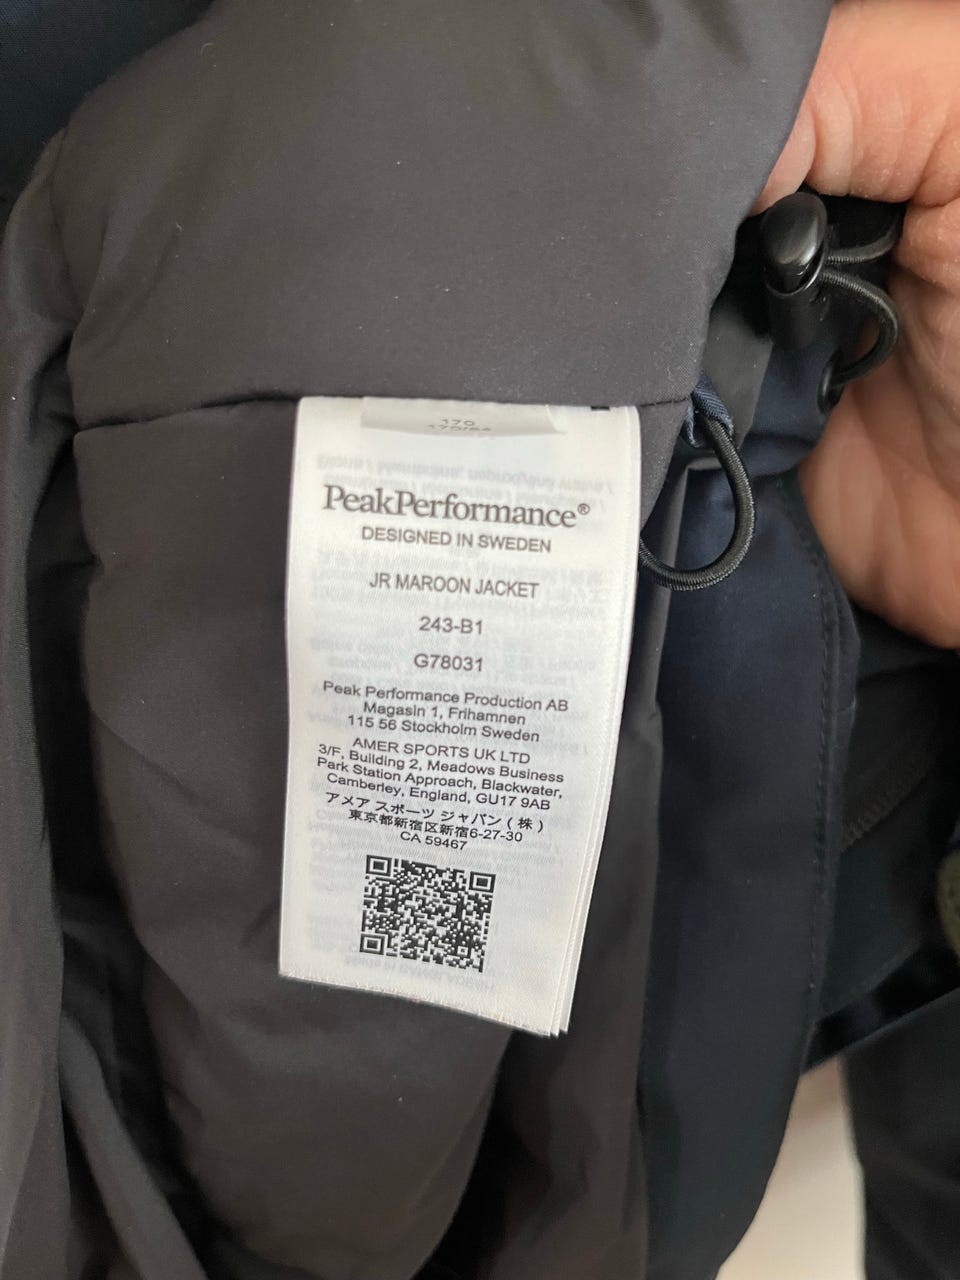 170
170/84
PeakPerformance®
DESIGNED IN SWEDEN
JR MAROON JACKET
243-B1
G78031
Peak Performance Production AB
Magasin 1, Frihamnen
115 56 Stockholm Sweden
AMER SPORTS UK LTD
3/F, Building 2, Meadows Business
Park Station Approach, Blackwater,
Camberley, England, GU17 9AB
アメア スポーツ ジャパン ( 株 )
東京都新宿区新宿6-27-30
CA 59467